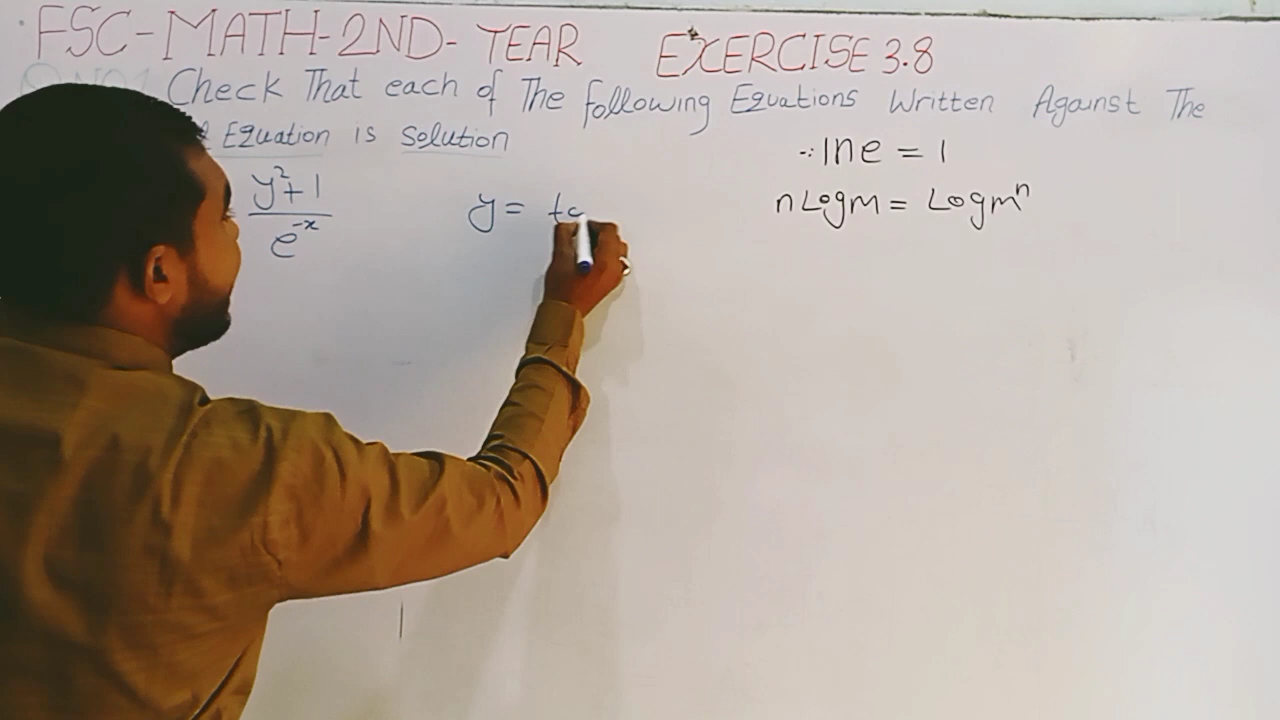 FSC-MATH-2ND-YEAR EXERCISE 3.8
Check That each of The following Equations Written Against The
Equation is Solution
∵ lne = 1
y²+1
e⁻ˣ
y = ta
nLogm = Logmⁿ